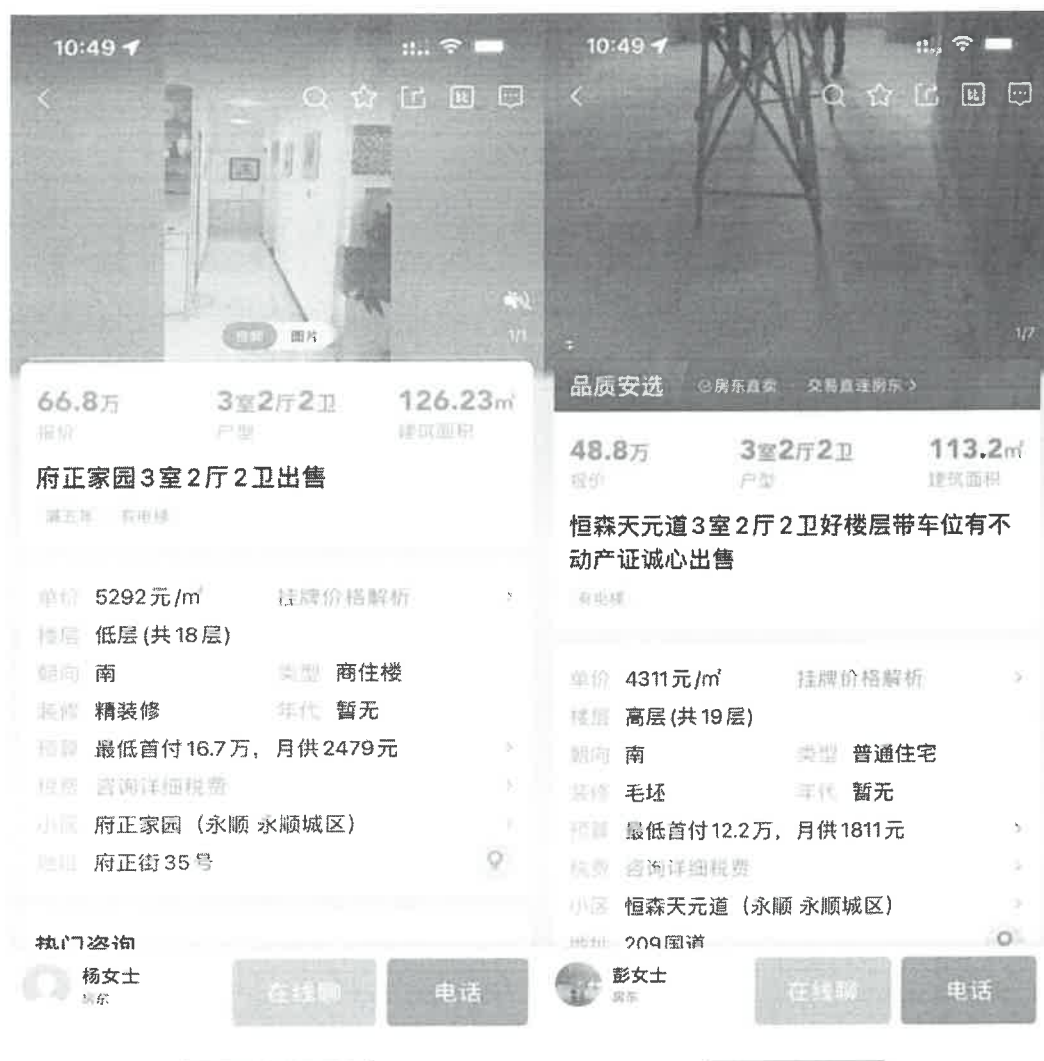 10:49
视频 图片
1/1
66.8万 3室2厅2卫 126.23㎡
报价 户型 建筑面积
府正家园3室2厅2卫出售
满五年 有电梯
单价 5292元/㎡ 挂牌价格解析
楼层 低层(共18层)
朝向 南 类型 商住楼
装修 精装修 年代 暂无
预算 最低首付16.7万，月供2479元
税费 咨询详细税费
小区 府正家园（永顺 永顺城区）
地址 府正街35号
热门咨询
杨女士
房东
在线聊 电话
10:49
比
1/7
品质安选 房东直卖 交易直连房东
48.8万 3室2厅2卫 113.2㎡
报价 户型 建筑面积
恒森天元道3室2厅2卫好楼层带车位有不
动产证诚心出售
有电梯
单价 4311元/㎡ 挂牌价格解析
楼层 高层(共19层)
朝向 南 类型 普通住宅
装修 毛坯 年代 暂无
预算 最低首付12.2万，月供1811元
税费 咨询详细税费
小区 恒森天元道（永顺 永顺城区）
地址 209国道
彭女士
房东
在线聊 电话